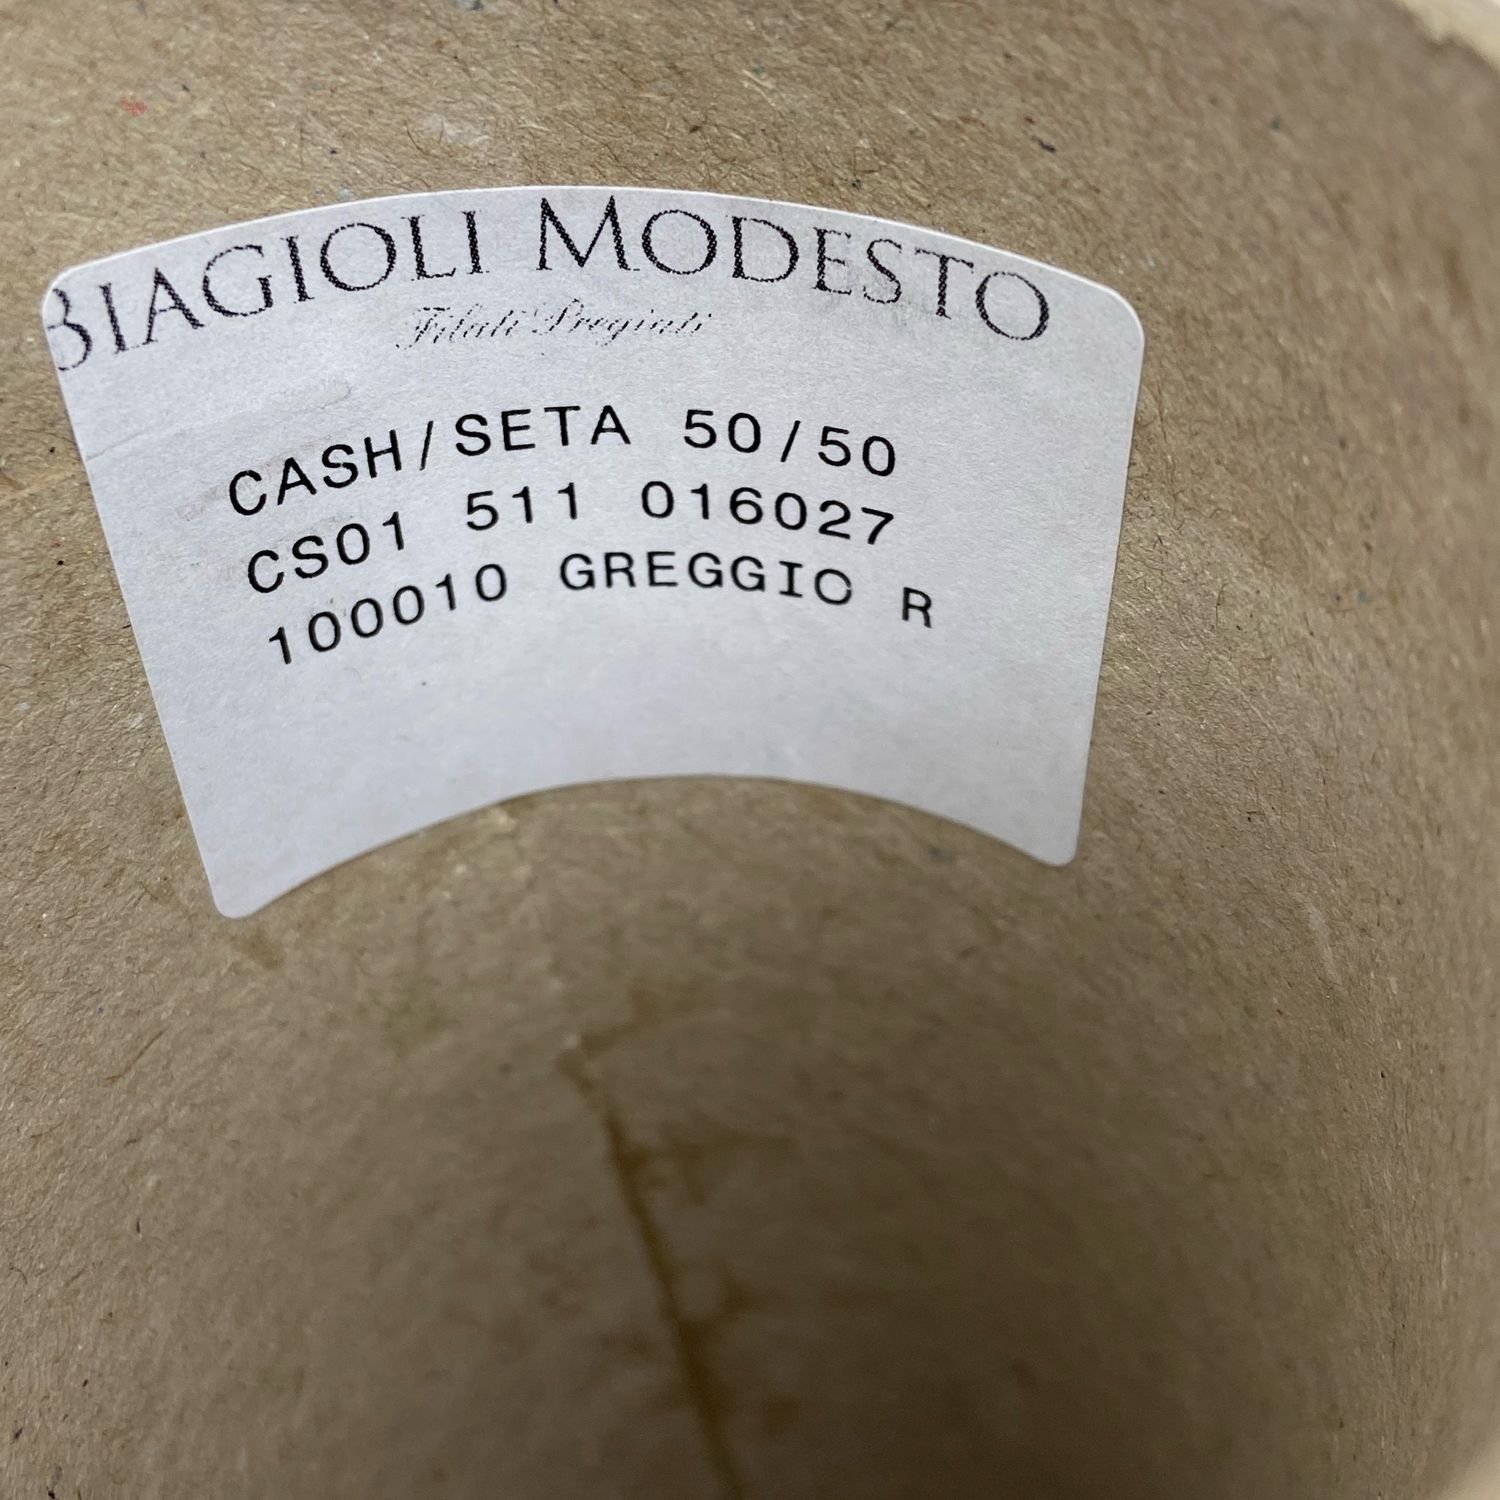 BIAGIOLI MODESTO
Filati Pregiati
CASH/SETA 50/50
CS01 511 016027
100010 GREGGIO R